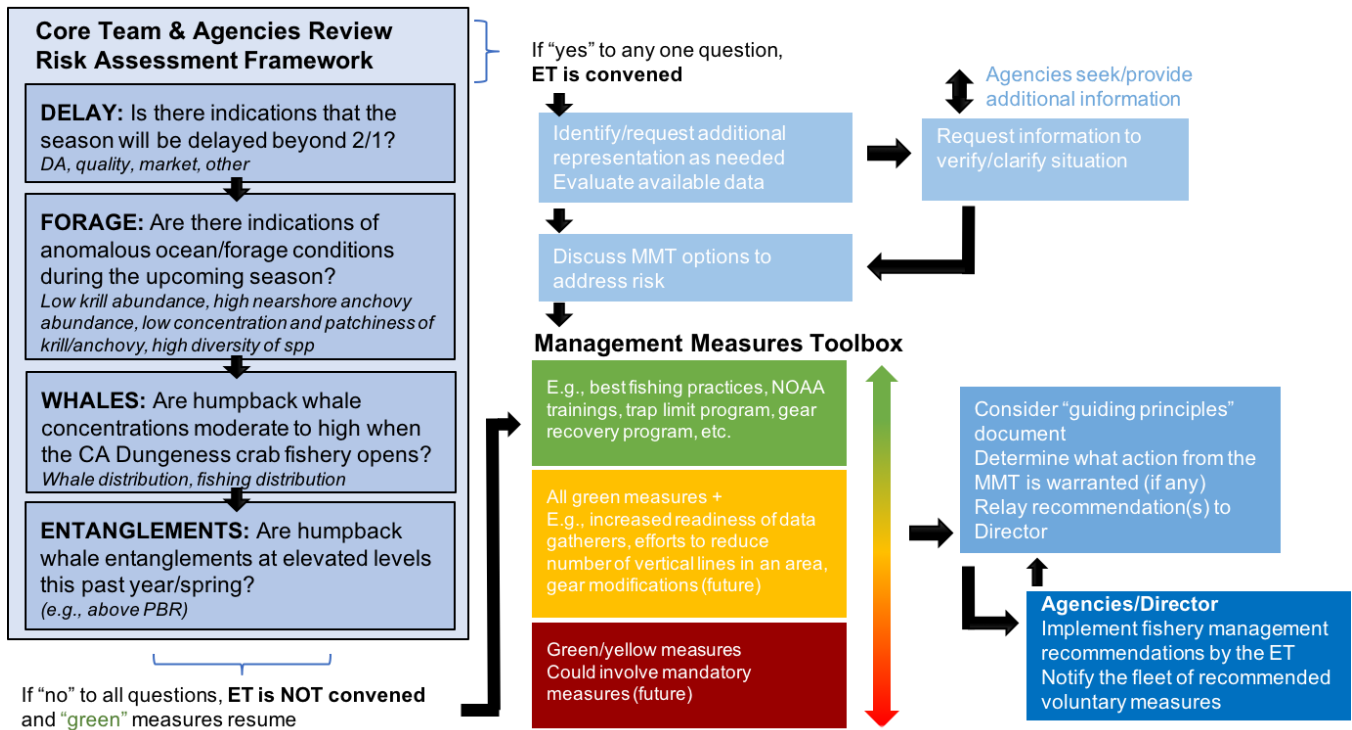 Core Team & Agencies Review
Risk Assessment Framework
DELAY: Is there indications that the
season will be delayed beyond 2/1?
DA, quality, market, other
FORAGE: Are there indications of
anomalous ocean/forage conditions
during the upcoming season?
Low krill abundance, high nearshore anchovy
abundance, low concentration and patchiness of
krill/anchovy, high diversity of spp
WHALES: Are humpback whale
concentrations moderate to high when
the CA Dungeness crab fishery opens?
Whale distribution, fishing distribution
ENTANGLEMENTS: Are humpback
whale entanglements at elevated levels
this past year/spring?
(e.g., above PBR)
If "no" to all questions, ET is NOT convened
and "green" measures resume
If "yes" to any one question,
ET is convened
Identify/request additional
representation as needed
Evaluate available data
Agencies seek/provide
additional information
Request information to
verify/clarify situation
Discuss MMT options to
address risk
Management Measures Toolbox
E.g., best fishing practices, NOAA
trainings, trap limit program, gear
recovery program, etc.
All green measures +
E.g., increased readiness of data
gatherers, efforts to reduce
number of vertical lines in an area,
gear modifications (future)
Green/yellow measures
Could involve mandatory
measures (future)
Consider "guiding principles"
document
Determine what action from the
MMT is warranted (if any)
Relay recommendation(s) to
Director
Agencies/Director
Implement fishery management
recommendations by the ET
Notify the fleet of recommended
voluntary measures